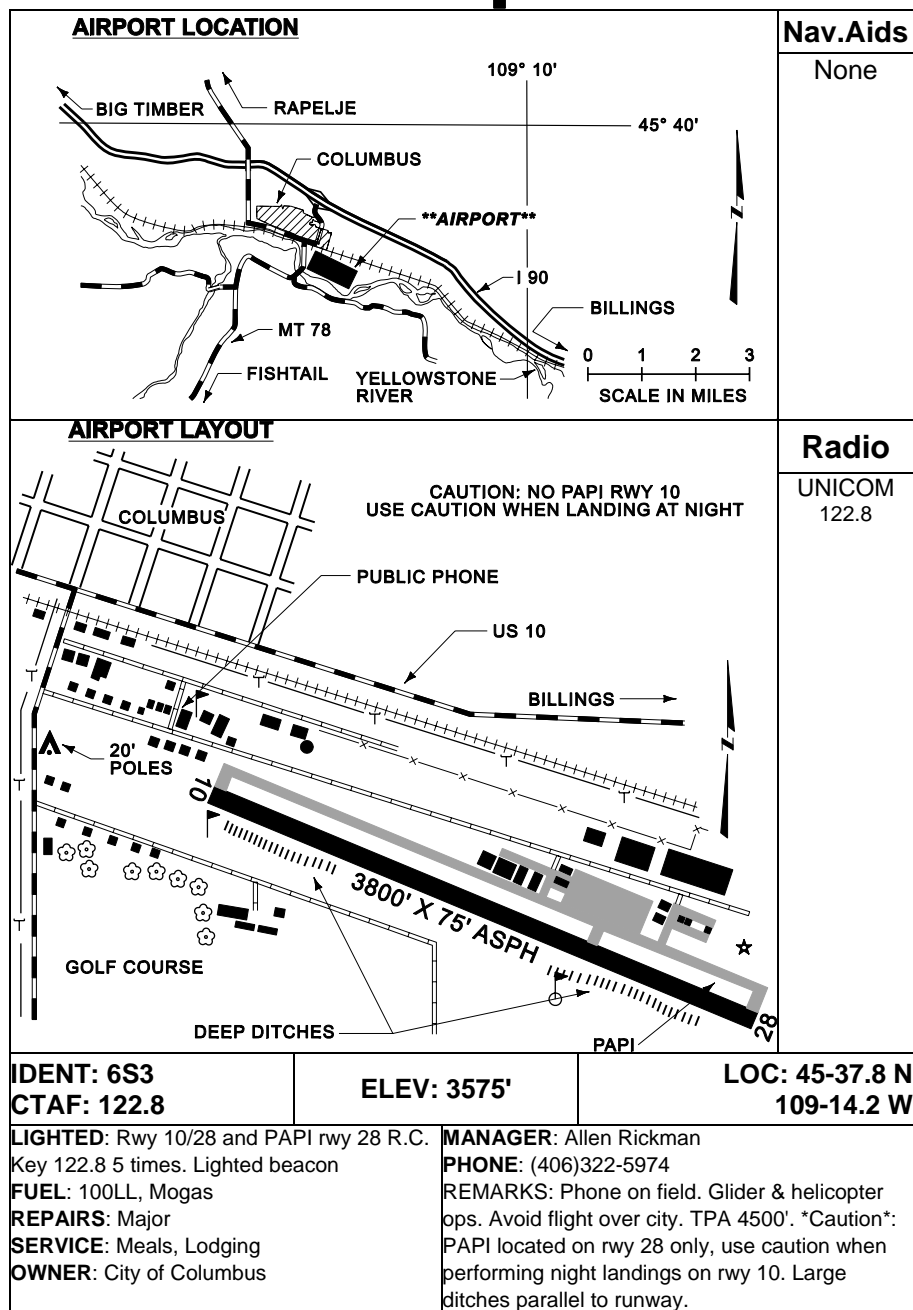 AIRPORT LOCATION
Nav.Aids
None
109° 10'
BIG TIMBER
RAPELJE
45° 40'
COLUMBUS
**AIRPORT**
N
I 90
BILLINGS
MT 78
FISHTAIL
YELLOWSTONE
RIVER
0 1 2 3
SCALE IN MILES
AIRPORT LAYOUT
Radio
UNICOM
122.8
CAUTION: NO PAPI RWY 10
USE CAUTION WHEN LANDING AT NIGHT
COLUMBUS
PUBLIC PHONE
US 10
BILLINGS
N
20'
POLES
10
3800' X 75' ASPH
GOLF COURSE
DEEP DITCHES
PAPI
28
IDENT: 6S3
CTAF: 122.8
ELEV: 3575'
LOC: 45-37.8 N
109-14.2 W
LIGHTED: Rwy 10/28 and PAPI rwy 28 R.C.
Key 122.8 5 times. Lighted beacon
FUEL: 100LL, Mogas
REPAIRS: Major
SERVICE: Meals, Lodging
OWNER: City of Columbus
MANAGER: Allen Rickman
PHONE: (406)322-5974
REMARKS: Phone on field. Glider & helicopter
ops. Avoid flight over city. TPA 4500'. *Caution*:
PAPI located on rwy 28 only, use caution when
performing night landings on rwy 10. Large
ditches parallel to runway.